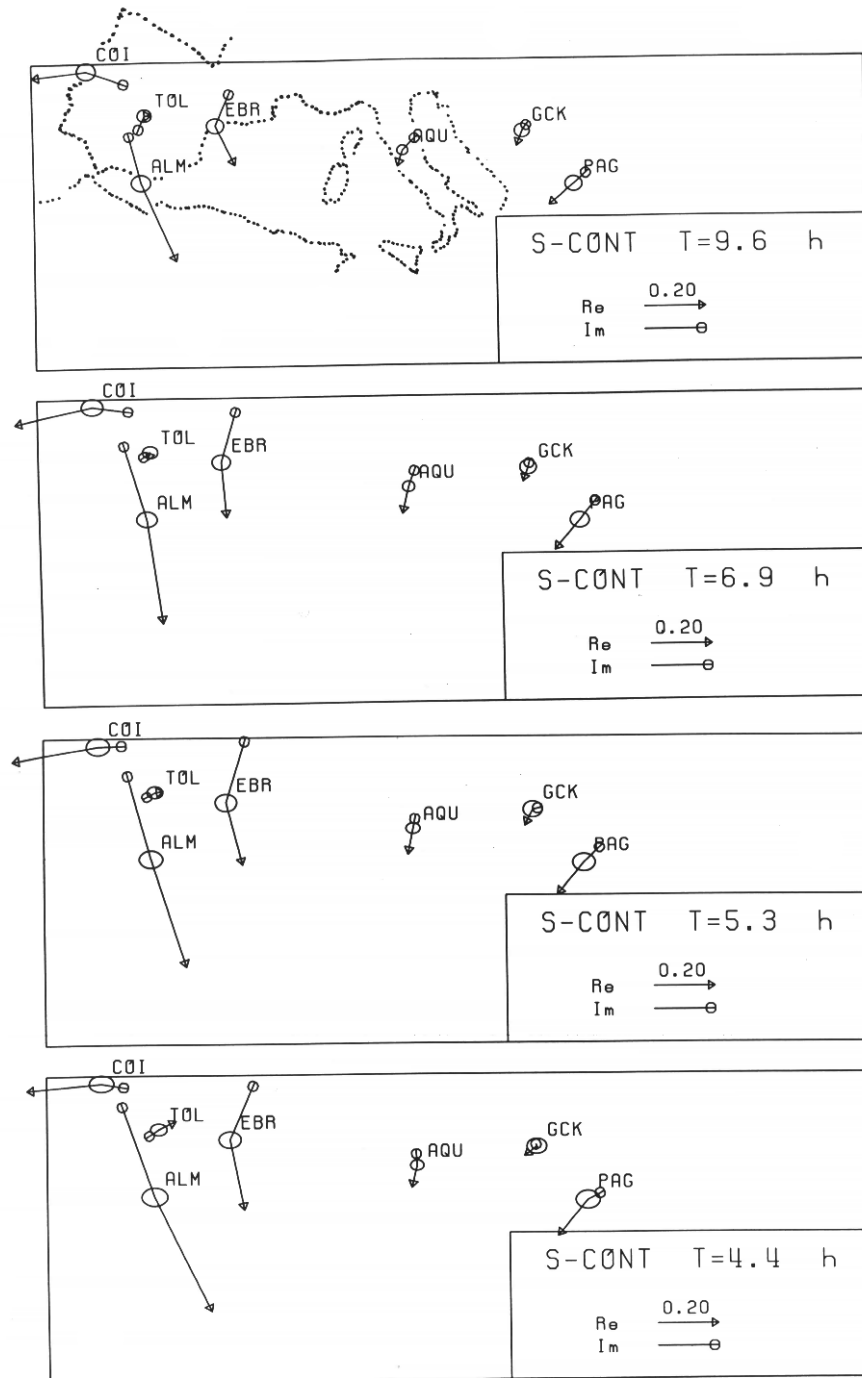 COI
TOL
EBR
GCK
AQU
ALM
PAG
S-CONT T=9.6 h
0.20
Re
Im
COI
TOL
EBR
GCK
AQU
ALM
PAG
S-CONT T=6.9 h
0.20
Re
Im
COI
TOL
EBR
GCK
AQU
ALM
PAG
S-CONT T=5.3 h
0.20
Re
Im
COI
TOL
EBR
GCK
AQU
ALM
PAG
S-CONT T=4.4 h
0.20
Re
Im